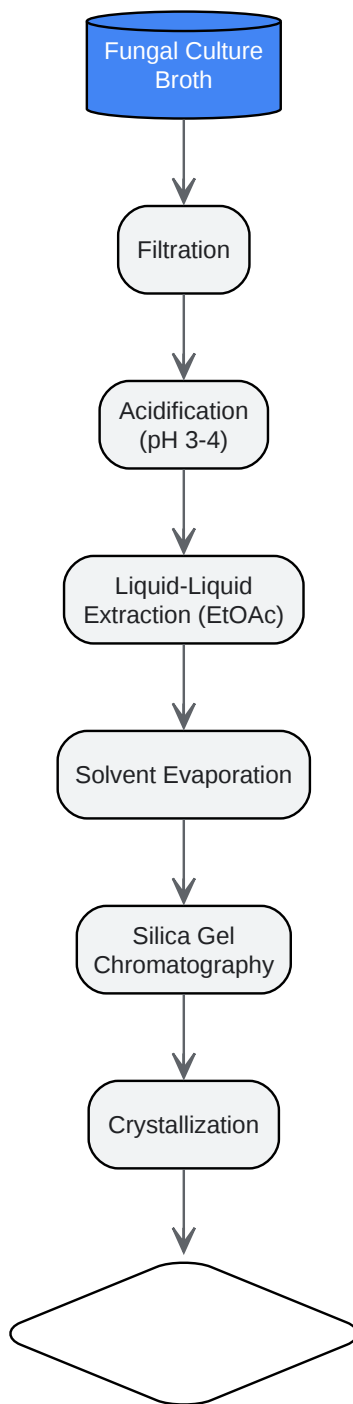 Fungal Culture
Broth
Filtration
Acidification
(pH 3-4)
Liquid-Liquid
Extraction (EtOAc)
Solvent Evaporation
Silica Gel
Chromatography
Crystallization